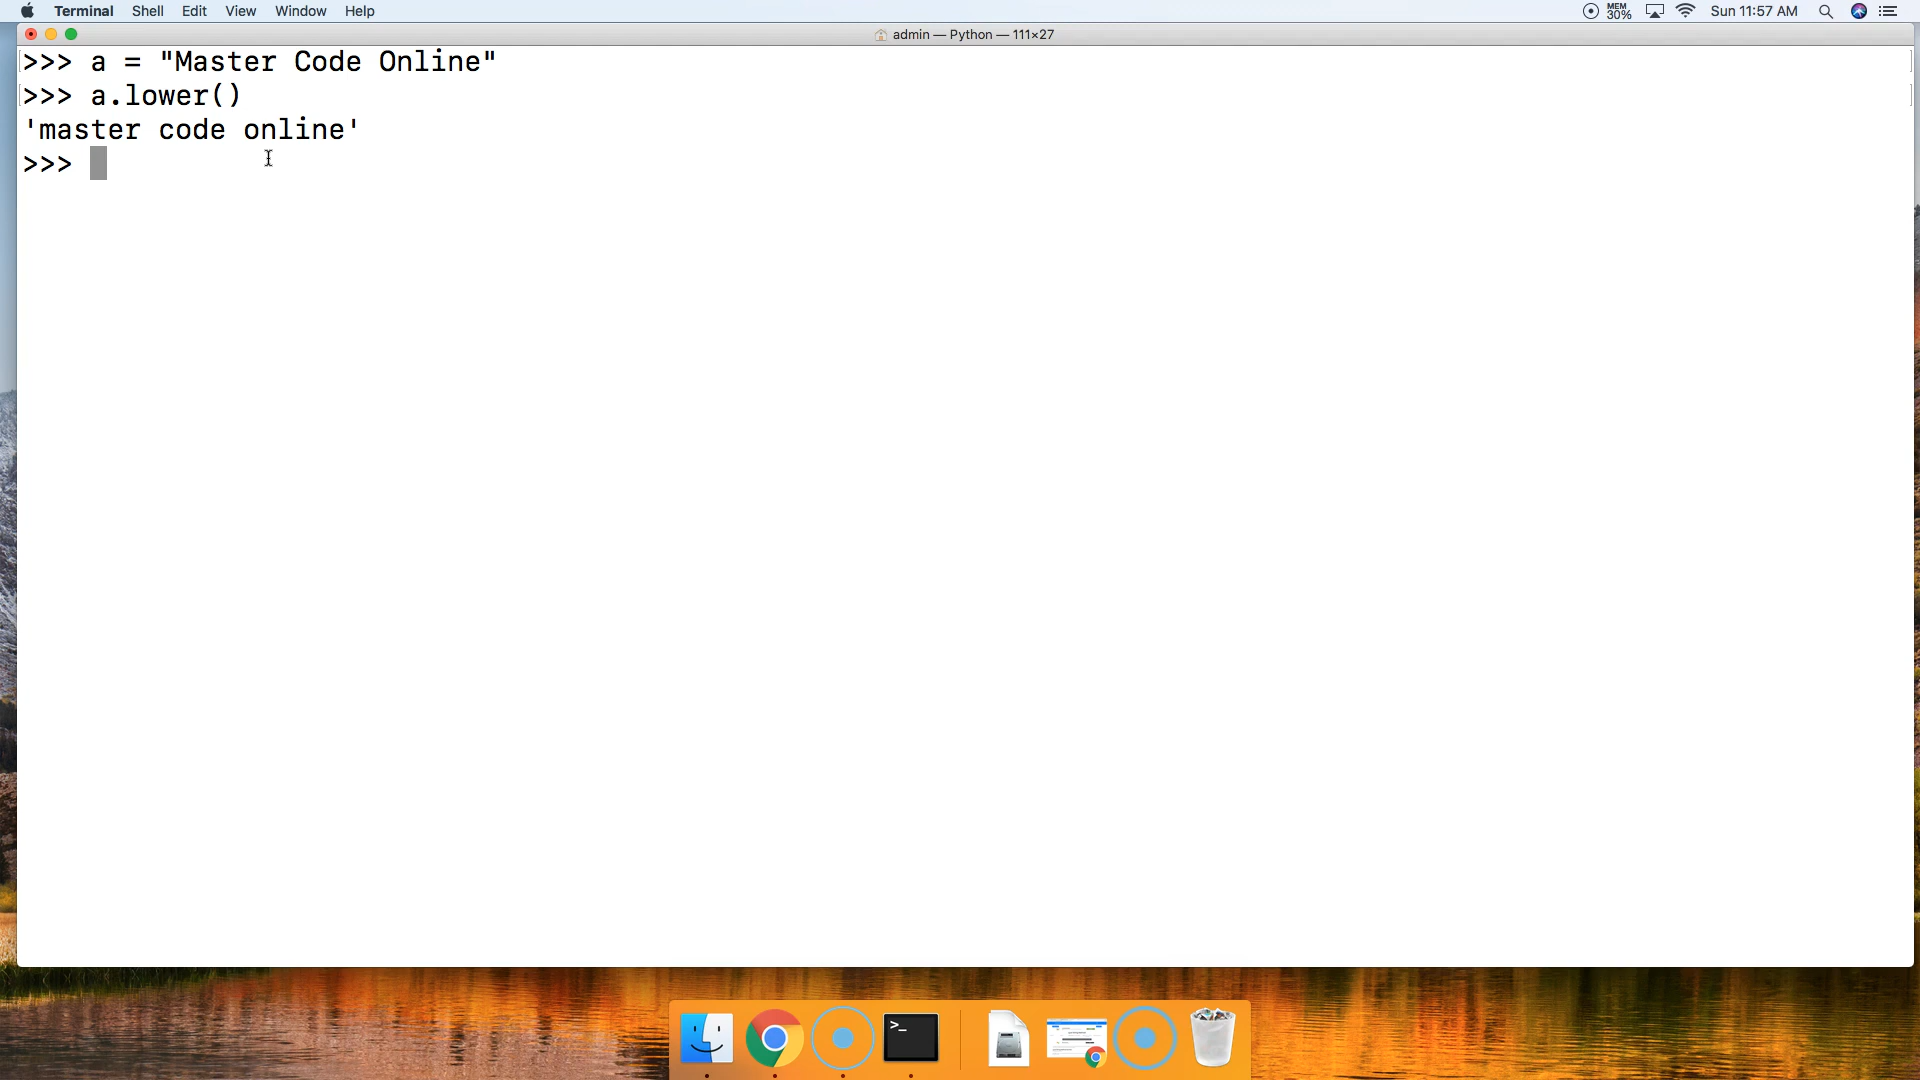 Terminal Shell Edit View Window Help MEM 30% Sun 11:57 AM
admin — Python — 111×27
>>> a = "Master Code Online"
>>> a.lower()
'master code online'
>>>
>_